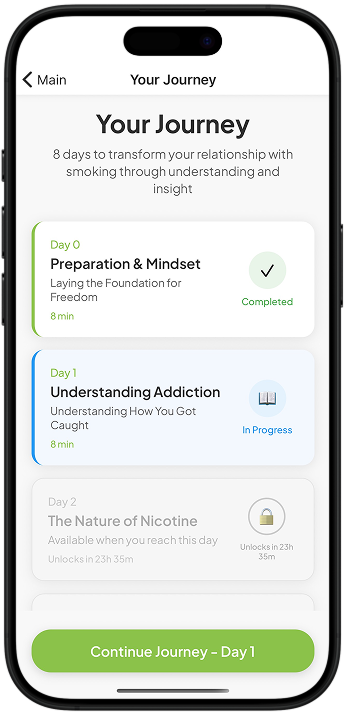 Main
Your Journey
Your Journey
8 days to transform your relationship with
smoking through understanding and
insight
Day 0
Preparation & Mindset
Laying the Foundation for
Freedom
8 min
Completed
Day 1
Understanding Addiction
Understanding How You Got
Caught
8 min
In Progress
Day 2
The Nature of Nicotine
Available when you reach this day
Unlocks in 23h 35m
Unlocks in 23h
35m
Continue Journey - Day 1